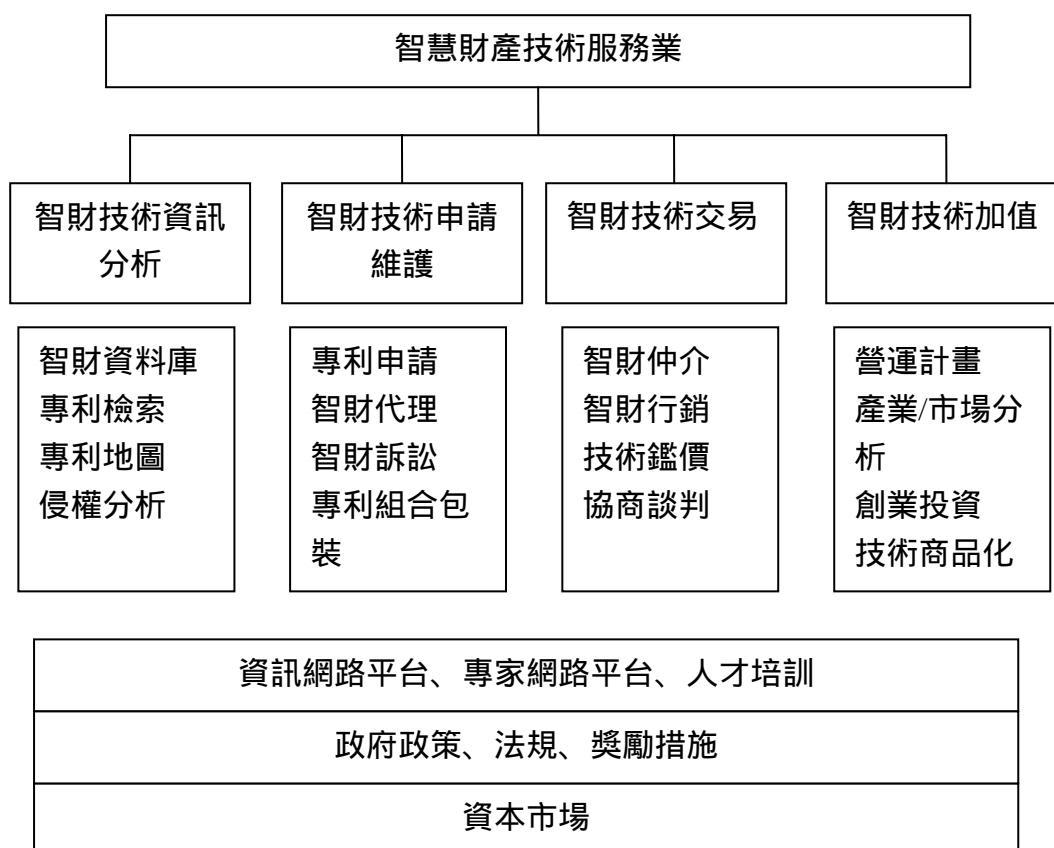 智慧財產技術服務業
智財技術資訊
分析
智財技術申請
維護
智財技術交易
智財技術加值
智財資料庫
專利檢索
專利地圖
侵權分析
專利申請
智財代理
智財訴訟
專利組合包
裝
智財仲介
智財行銷
技術鑑價
協商談判
營運計畫
產業/市場分
析
創業投資
技術商品化
資訊網路平台、專家網路平台、人才培訓
政府政策、法規、獎勵措施
資本市場